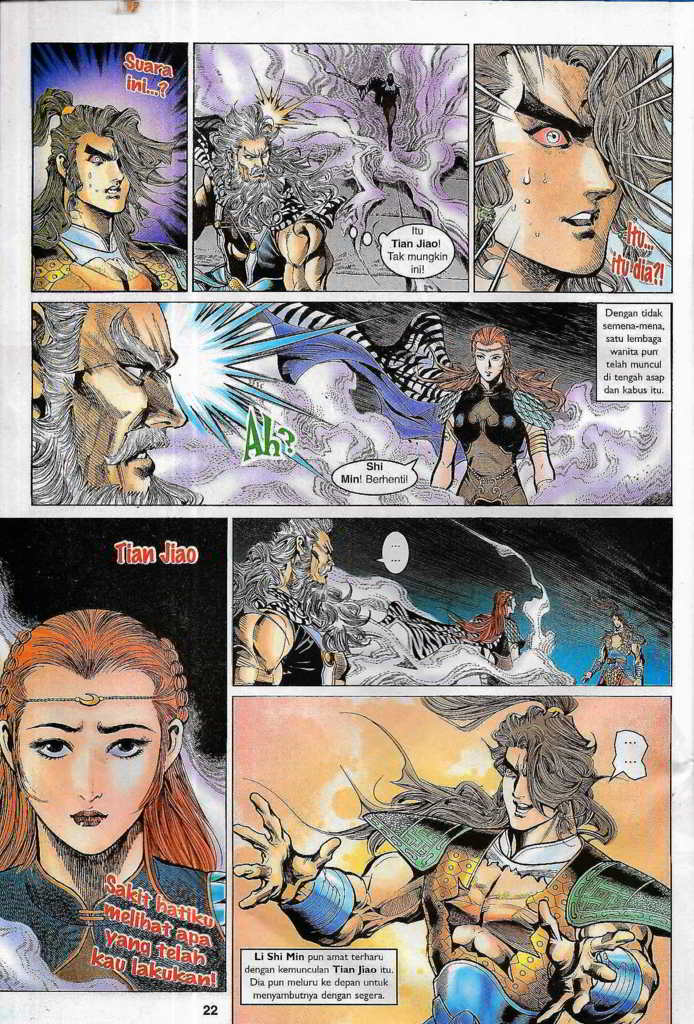 Suara
ini...?
Itu
Tian Jiao!
Tak mungkin
ini!
Itu...
itu dia?!
Dengan tidak
semena-mena,
satu lembaga
wanita pun
telah muncul
di tengah asap
dan kabus itu.
Ah?
Shi
Min! Berhenti!
Tian Jiao
Sakit hatiku
melihat apa
yang telah
kau lakukan!
...
...
...
...
Li Shi Min pun amat terharu
dengan kemunculan Tian Jiao itu.
Dia pun meluru ke depan untuk
menyambutnya dengan segera.
22